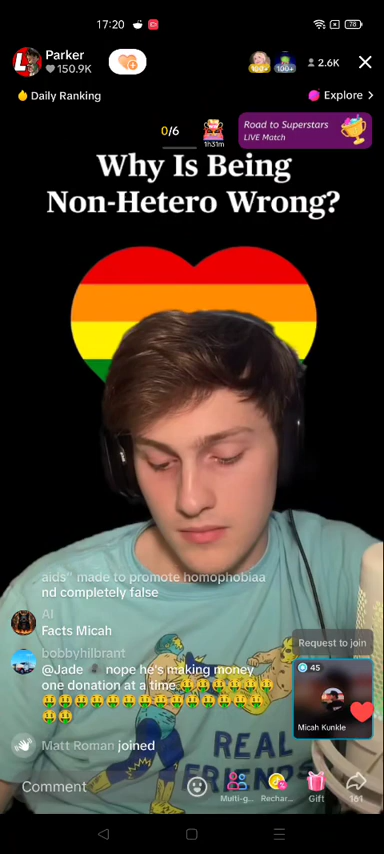 17:20
78
Parker
150.9K
100+
100+
2.6K
Daily Ranking
Explore >
0/6
1h31m
Road to Superstars
LIVE Match
Why Is Being
Non-Hetero Wrong?
aids" made to promote homophobiaa
nd completely false
AI
Facts Micah
bobbyhilbrant
@Jade nope he's making money
one donation at a time 🤑🤑🤑🤑🤑🤑
🤑🤑🤑🤑🤑🤑🤑🤑🤑🤑🤑🤑🤑🤑
🤑🤑
Request to join
45
Micah Kunkle
REAL
FRIENDS
Matt Roman joined
Comment
Multi-g...
Rechar...
Gift
161